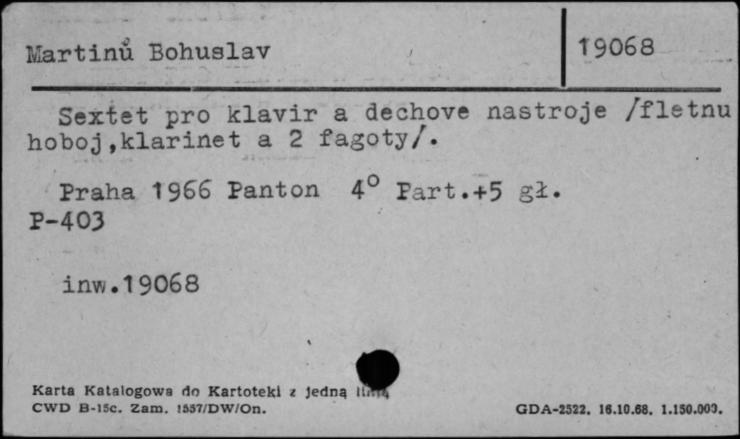 Martinů Bohuslav
19068
Sextet pro klavir a dechove nastroje /fletnu
hoboj,klarinet a 2 fagoty/.
Praha 1966 Panton 4° Part.+5 gł.
P-403
inw.19068
Karta Katalogowa do Kartoteki z jedną linią
CWD B-15c. Zam. 1557/DW/On.
GDA-2522. 16.10.68. 1.150.000.